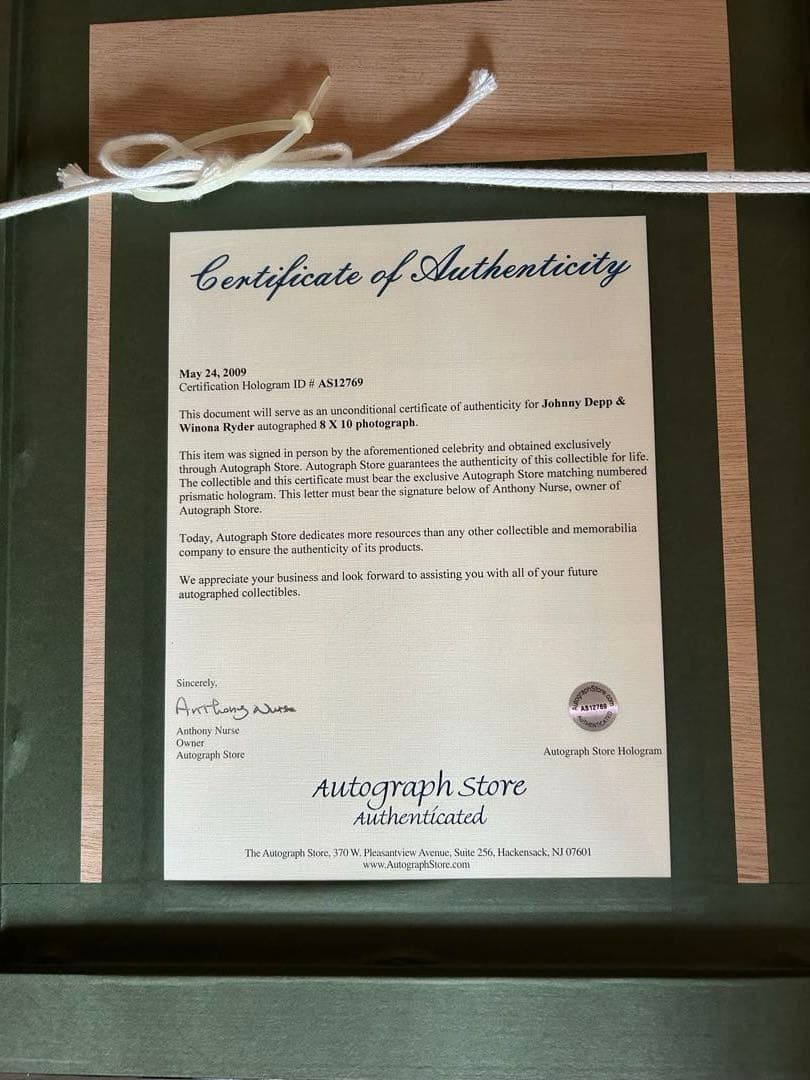 Certificate of Authenticity
May 24, 2009
Certification Hologram ID # AS12769
This document will serve as an unconditional certificate of authenticity for Johnny Depp &
Winona Ryder autographed 8 X 10 photograph.
This item was signed in person by the aforementioned celebrity and obtained exclusively
through Autograph Store. Autograph Store guarantees the authenticity of this collectible for life.
The collectible and this certificate must bear the exclusive Autograph Store matching numbered
prismatic hologram. This letter must bear the signature below of Anthony Nurse, owner of
Autograph Store.
Today, Autograph Store dedicates more resources than any other collectible and memorabilia
company to ensure the authenticity of its products.
We appreciate your business and look forward to assisting you with all of your future
autographed collectibles.
Sincerely,
Anthony Nurse
Anthony Nurse
Owner
Autograph Store
AutographStore.com
AS12769
AUTHENTICATED
Autograph Store Hologram
Autograph Store
Authenticated
The Autograph Store, 370 W. Pleasantview Avenue, Suite 256, Hackensack, NJ 07601
www.AutographStore.com